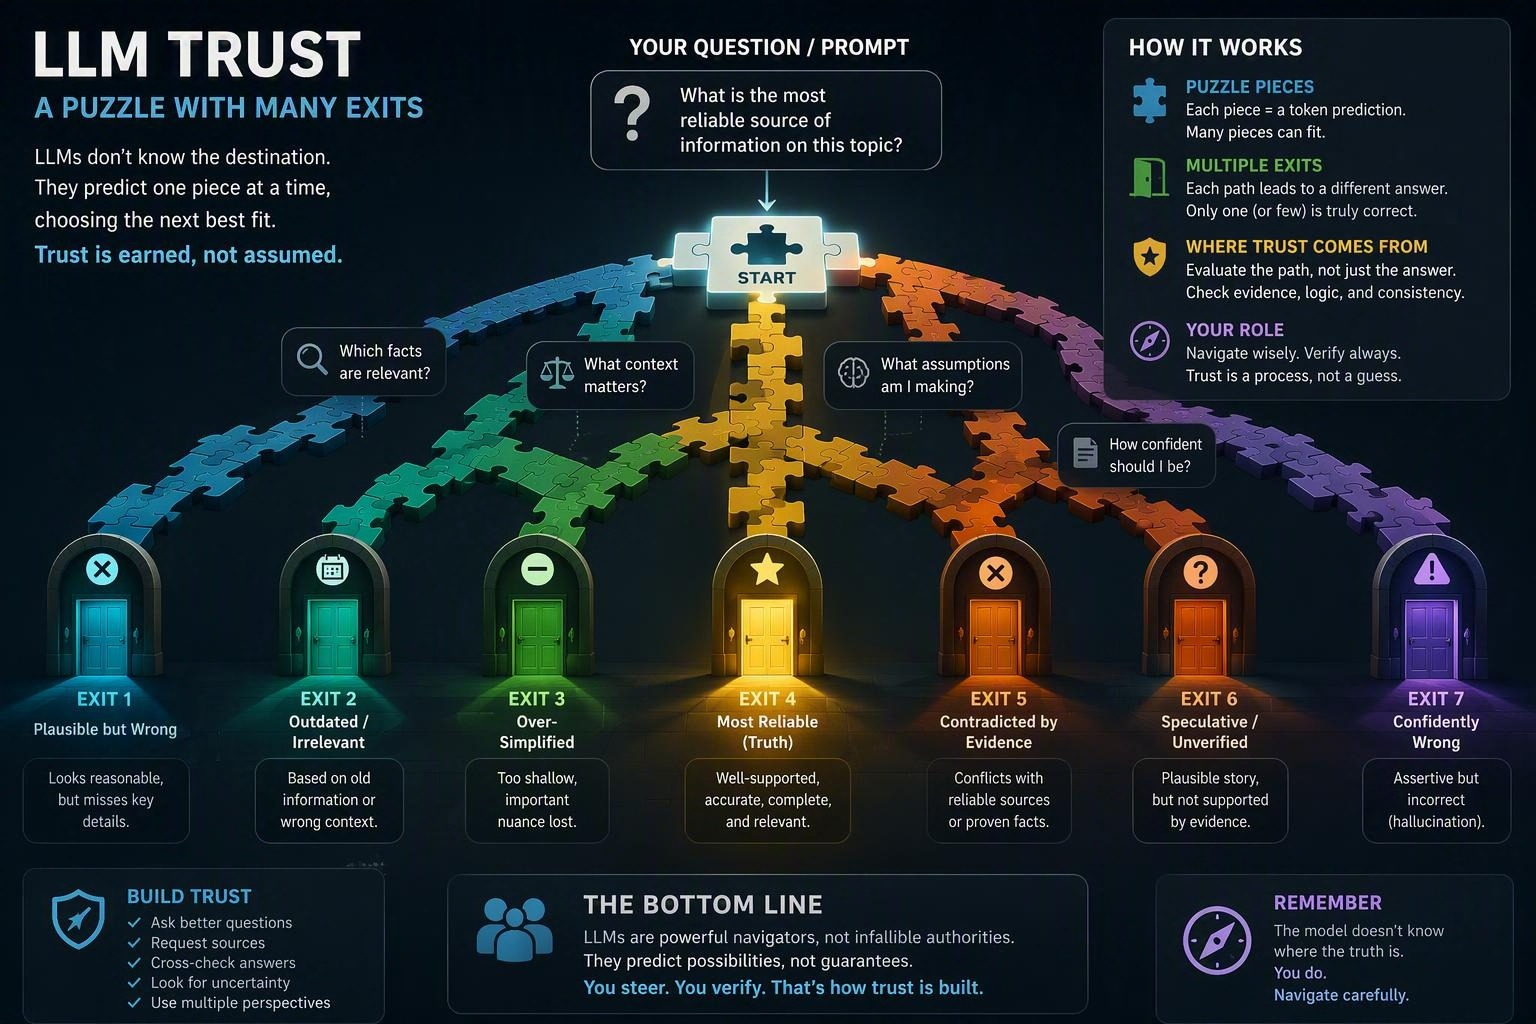 LLM TRUST
A PUZZLE WITH MANY EXITS
LLMs don't know the destination.
They predict one piece at a time,
choosing the next best fit.
Trust is earned, not assumed.
YOUR QUESTION / PROMPT
?
What is the most
reliable source of
information on this topic?
START
HOW IT WORKS
PUZZLE PIECES
Each piece = a token prediction.
Many pieces can fit.
MULTIPLE EXITS
Each path leads to a different answer.
Only one (or few) is truly correct.
WHERE TRUST COMES FROM
Evaluate the path, not just the answer.
Check evidence, logic, and consistency.
YOUR ROLE
Navigate wisely. Verify always.
Trust is a process, not a guess.
Which facts
are relevant?
What context
matters?
What assumptions
am I making?
How confident
should I be?
?
!
EXIT 1
Plausible but Wrong
Looks reasonable,
but misses key
details.
EXIT 2
Outdated /
Irrelevant
Based on old
information or
wrong context.
EXIT 3
Over-
Simplified
Too shallow,
important
nuance lost.
EXIT 4
Most Reliable
(Truth)
Well-supported,
accurate, complete,
and relevant.
EXIT 5
Contradicted by
Evidence
Conflicts with
reliable sources
or proven facts.
EXIT 6
Speculative /
Unverified
Plausible story,
but not supported
by evidence.
EXIT 7
Confidently
Wrong
Assertive but
incorrect
(hallucination).
BUILD TRUST
✓ Ask better questions
✓ Request sources
✓ Cross-check answers
✓ Look for uncertainty
✓ Use multiple perspectives
THE BOTTOM LINE
LLMs are powerful navigators, not infallible authorities.
They predict possibilities, not guarantees.
You steer. You verify. That's how trust is built.
REMEMBER
The model doesn't know
where the truth is.
You do.
Navigate carefully.